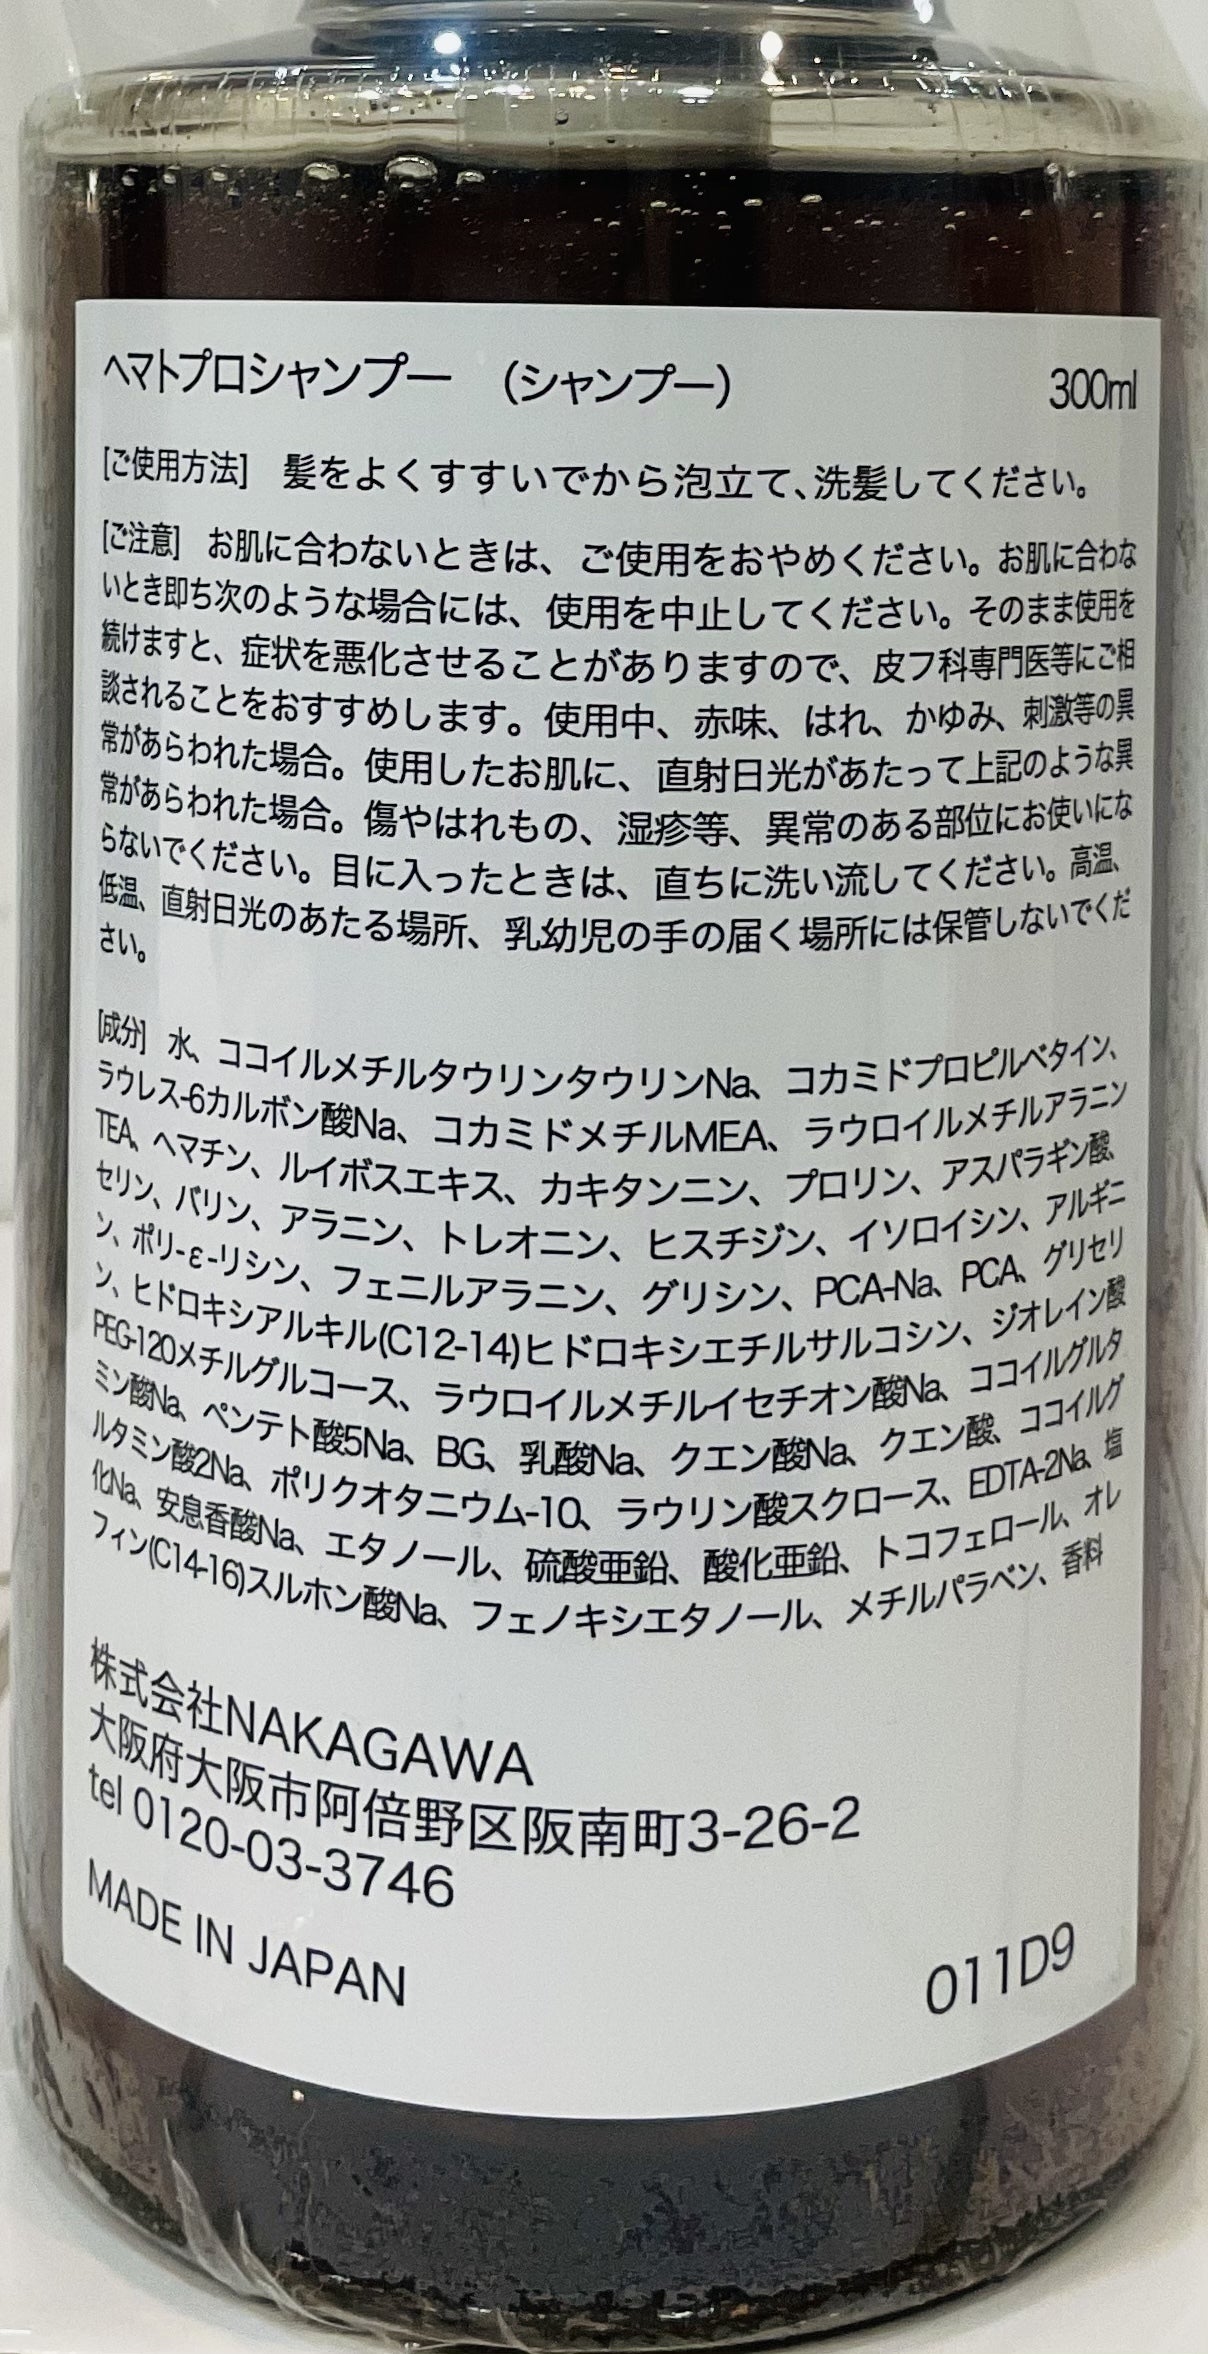 ヘマトプロシャンプー （シャンプー） 300ml
[ご使用方法] 髪をよくすすいでから泡立て、洗髪してください。
[ご注意] お肌に合わないときは、ご使用をおやめください。お肌に合わな
いとき即ち次のような場合には、使用を中止してください。そのまま使用を
続けますと、症状を悪化させることがありますので、皮フ科専門医等にご相
談されることをおすすめします。使用中、赤味、はれ、かゆみ、刺激等の異
常があらわれた場合。使用したお肌に、直射日光があたって上記のような異
常があらわれた場合。傷やはれもの、湿疹等、異常のある部位にお使いにな
らないでください。目に入ったときは、直ちに洗い流してください。高温、
低温、直射日光のあたる場所、乳幼児の手の届く場所には保管しないでくだ
さい。
[成分] 水、ココイルメチルタウリンタウリンNa、コカミドプロピルベタイン、
ラウレス-6カルボン酸Na、コカミドメチルMEA、ラウロイルメチルアラニン
TEA、ヘマチン、ルイボスエキス、カキタンニン、プロリン、アスパラギン酸、
セリン、バリン、アラニン、トレオニン、ヒスチジン、イソロイシン、アルギニ
ン、ポリ-ε-リシン、フェニルアラニン、グリシン、PCA-Na、PCA、グリセリ
ン、ヒドロキシアルキル(C12-14)ヒドロキシエチルサルコシン、ジオレイン酸
PEG-120メチルグルコース、ラウロイルメチルイセチオン酸Na、ココイルグルタ
ミン酸Na、ペンテト酸5Na、BG、乳酸Na、クエン酸Na、クエン酸、ココイルグ
ルタミン酸2Na、ポリクオタニウム-10、ラウリン酸スクロース、EDTA-2Na、塩
化Na、安息香酸Na、エタノール、硫酸亜鉛、酸化亜鉛、トコフェロール、オレ
フィン(C14-16)スルホン酸Na、フェノキシエタノール、メチルパラベン、香料
株式会社NAKAGAWA
大阪府大阪市阿倍野区阪南町3-26-2
tel 0120-03-3746
MADE IN JAPAN
011D9